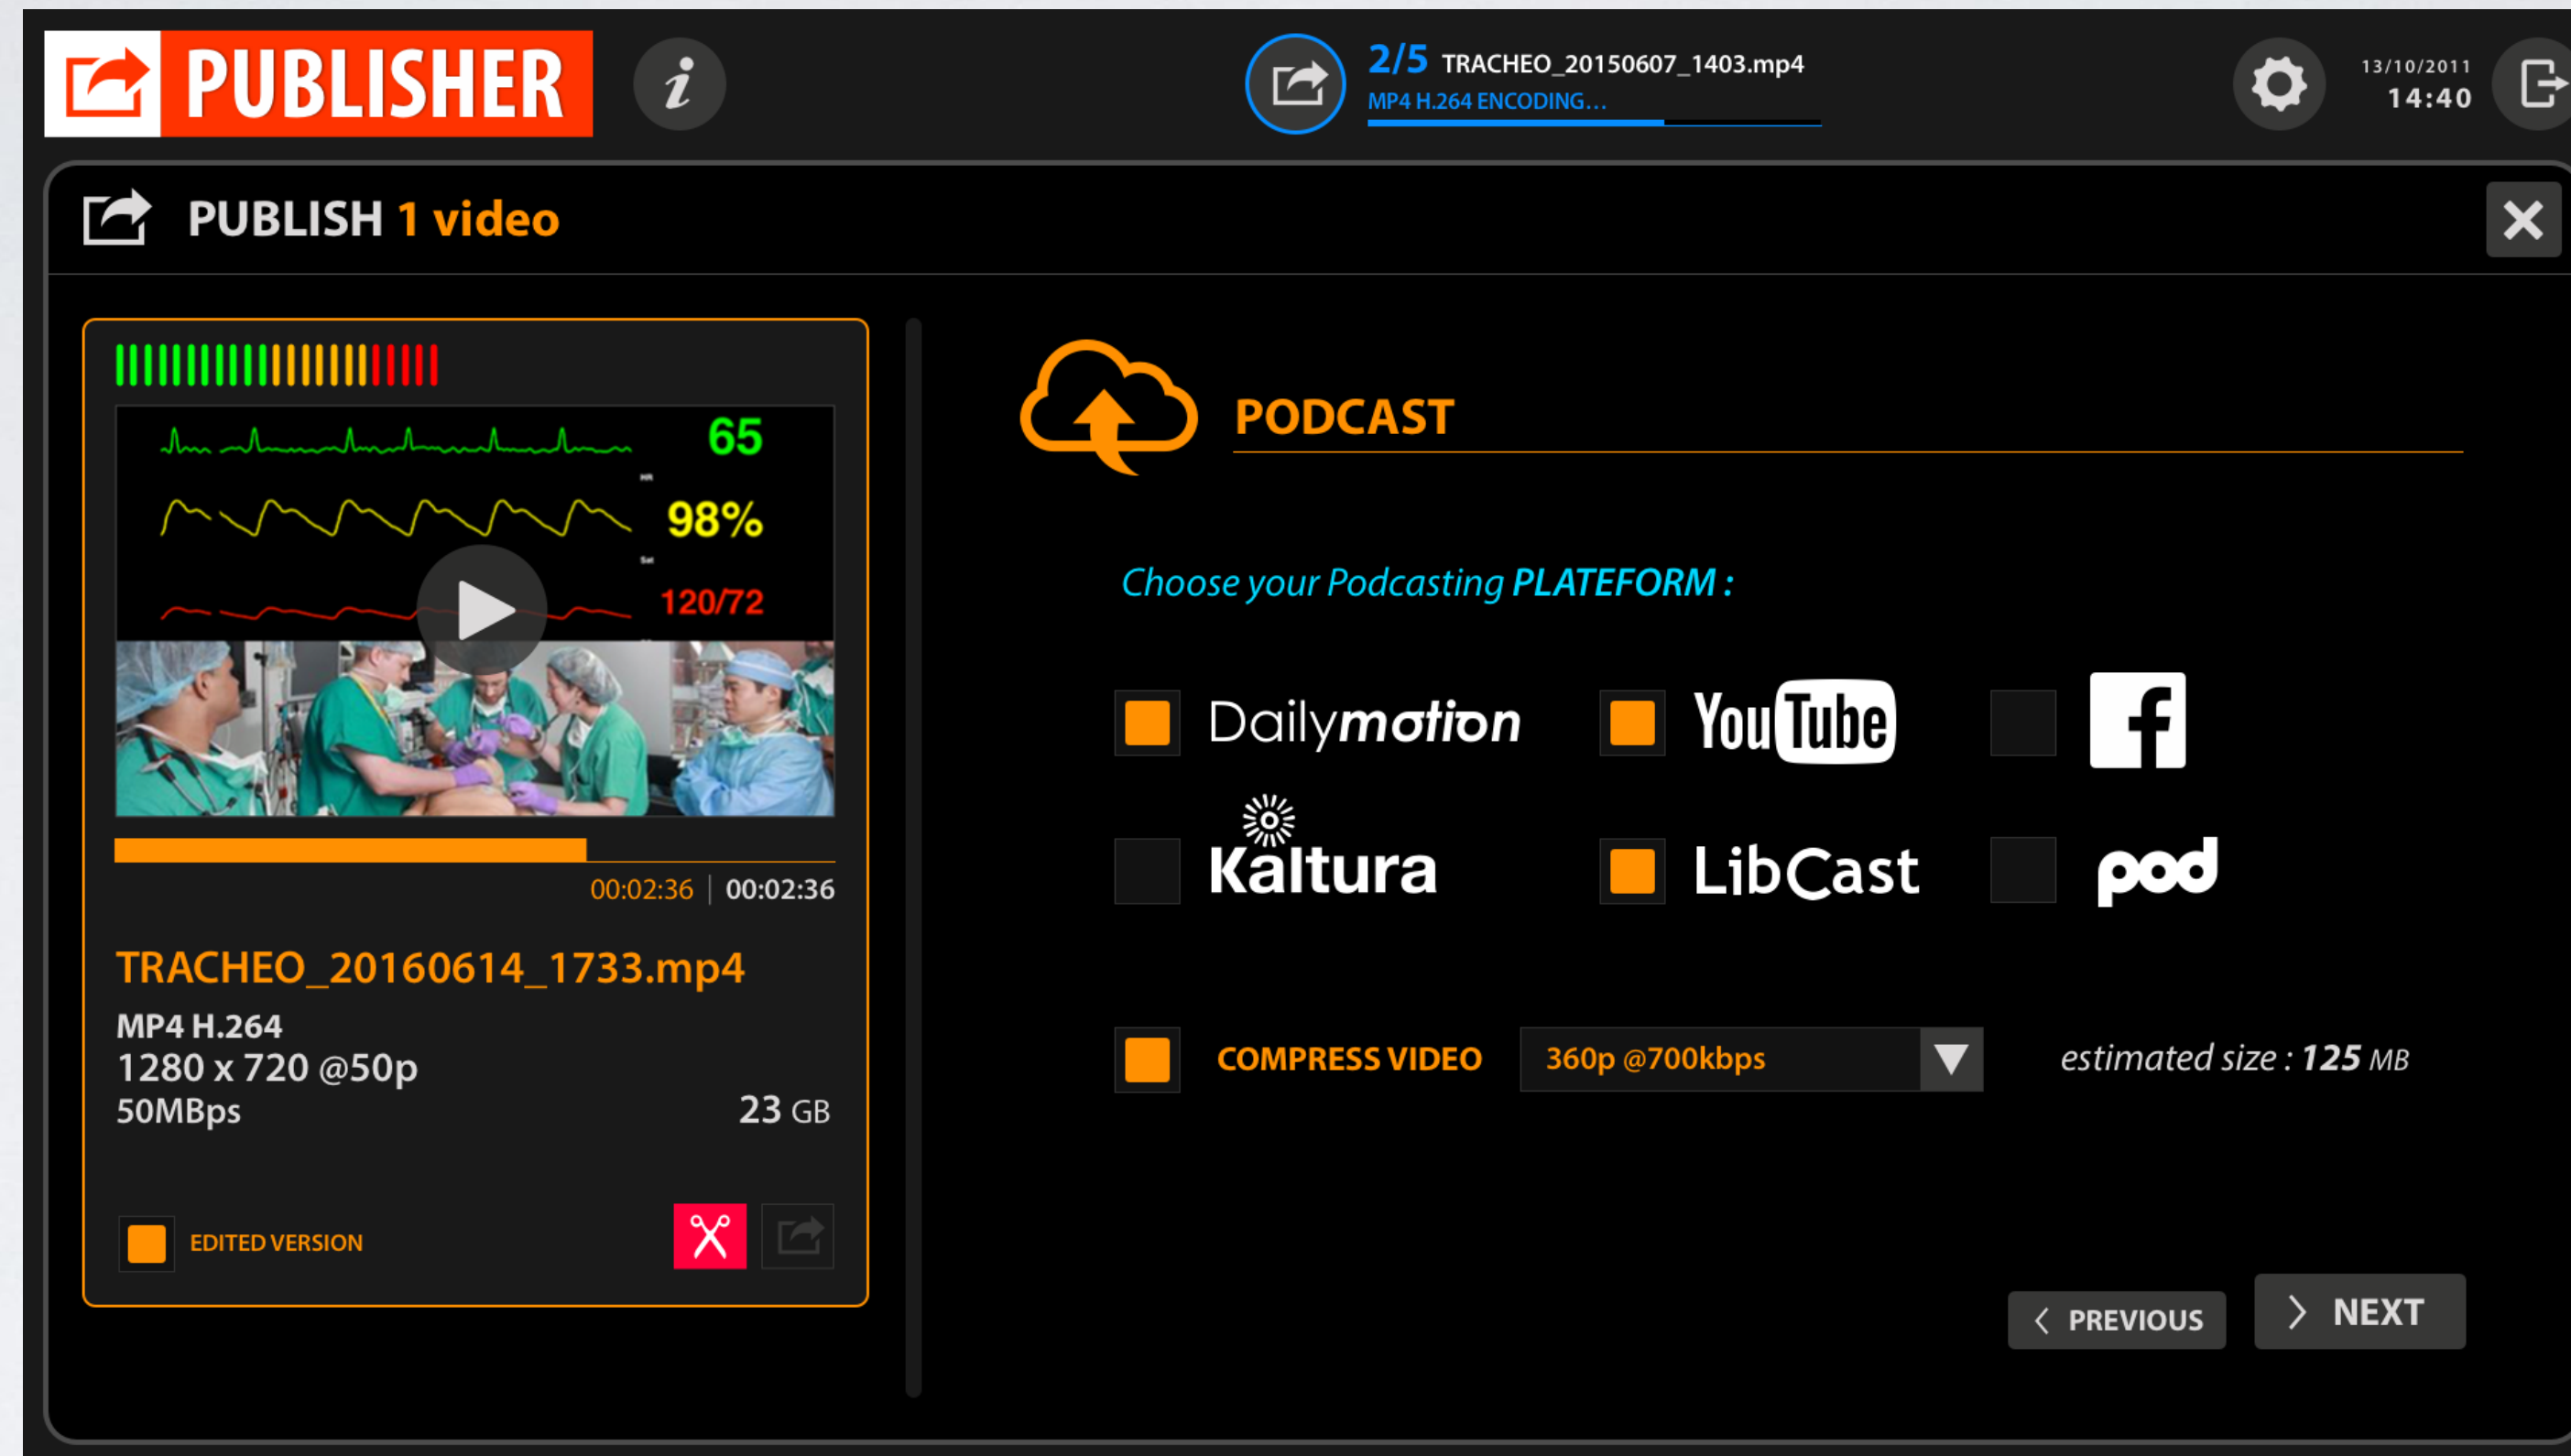 PUBLISHER
i
2/5 TRACHEO_20150607_1403.mp4
MP4 H.264 ENCODING...
13/10/2011
14:40
PUBLISH 1 video
65
HR
98%
Sat
120/72
00:02:36 | 00:02:36
TRACHEO_20160614_1733.mp4
MP4 H.264
1280 x 720 @50p
50MBps
23 GB
EDITED VERSION
PODCAST
Choose your Podcasting PLATEFORM :
Dailymotion
YouTube
f
Kaltura
LibCast
pod
COMPRESS VIDEO
360p @700kbps
estimated size : 125 MB
PREVIOUS
NEXT